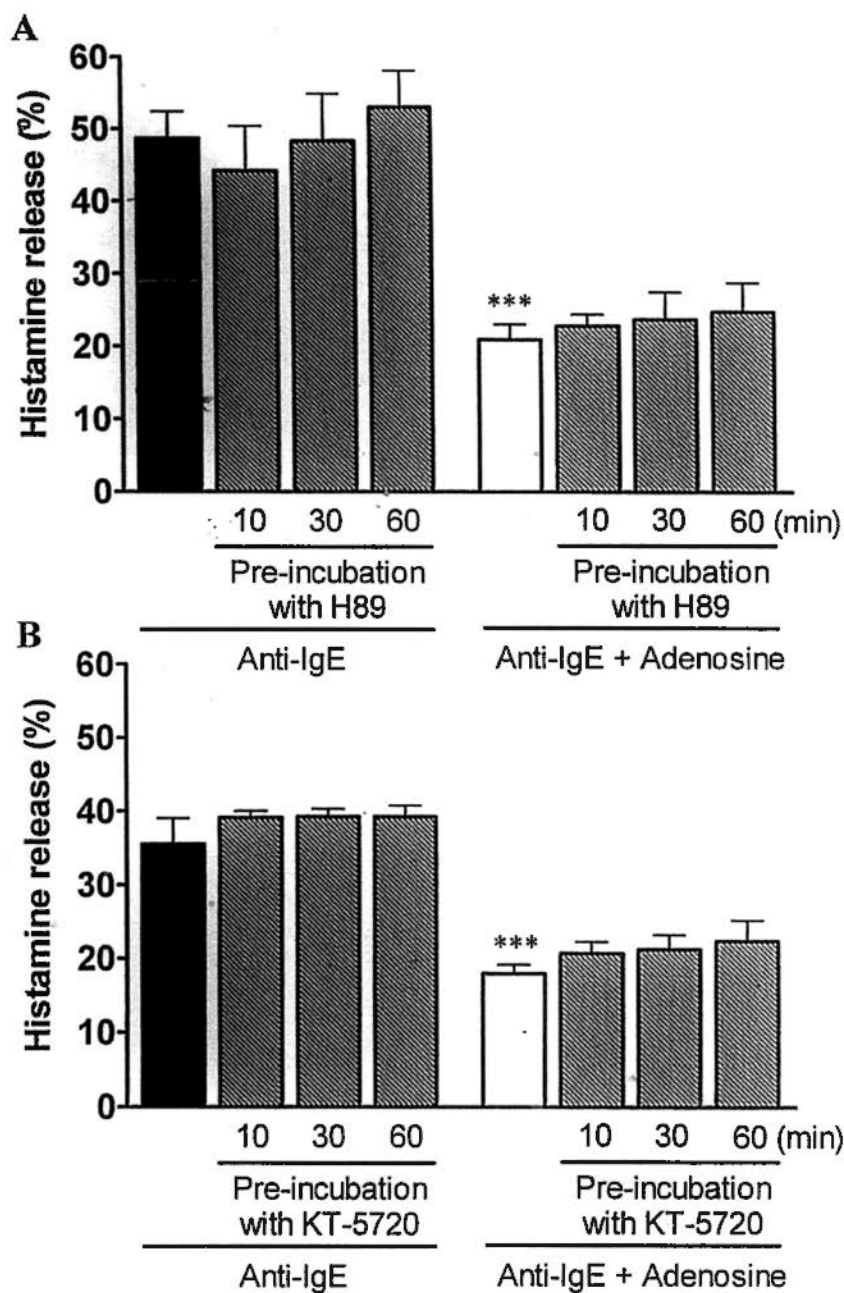 A
60
50
40
30
20
10
0
Histamine release (%)
***
10 30 60 10 30 60 (min)
Pre-incubation with H89 Pre-incubation with H89
Anti-IgE Anti-IgE + Adenosine
B
60
50
40
30
20
10
0
Histamine release (%)
***
10 30 60 10 30 60 (min)
Pre-incubation with KT-5720 Pre-incubation with KT-5720
Anti-IgE Anti-IgE + Adenosine